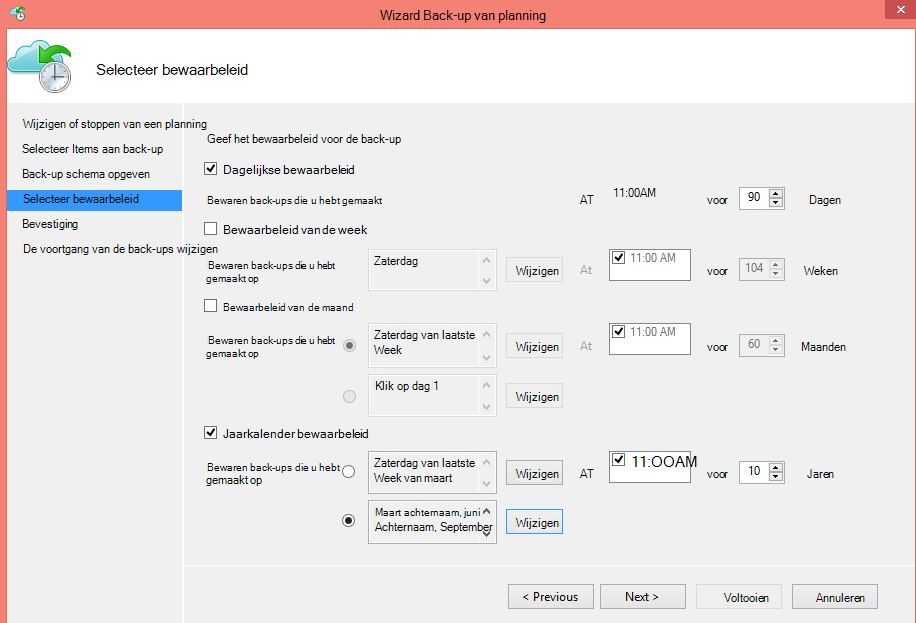 Wizard Back-up van planning
Selecteer bewaarbeleid
Wijzigen of stoppen van een planning
Selecteer Items aan back-up
Back-up schema opgeven
Selecteer bewaarbeleid
Bevestiging
De voortgang van de back-ups wijzigen
Geef het bewaarbeleid voor de back-up
Dagelijkse bewaarbeleid
Bewaren back-ups die u hebt gemaakt AT 11:00AM voor 90 Dagen
Bewaarbeleid van de week
Bewaren back-ups die u hebt
gemaakt op
Zaterdag
Wijzigen At 11:00 AM voor 104 Weken
Bewaarbeleid van de maand
Bewaren back-ups die u hebt
gemaakt op
Zaterdag van laatste
Week
Wijzigen At 11:00 AM voor 60 Maanden
Klik op dag 1
Wijzigen
Jaarkalender bewaarbeleid
Bewaren back-ups die u hebt
gemaakt op
Zaterdag van laatste
Week van maart
Wijzigen AT 11:OOAM voor 10 Jaren
Maart achternaam, juni
Achternaam, September
Wijzigen
< Previous Next > Voltooien Annuleren